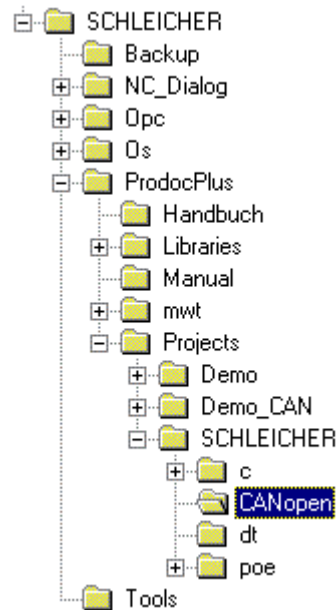 SCHLEICHER
Backup
NC_Dialog
Opc
Os
ProdocPlus
Handbuch
Libraries
Manual
mwt
Projects
Demo
Demo_CAN
SCHLEICHER
c
CANopen
dt
poe
Tools